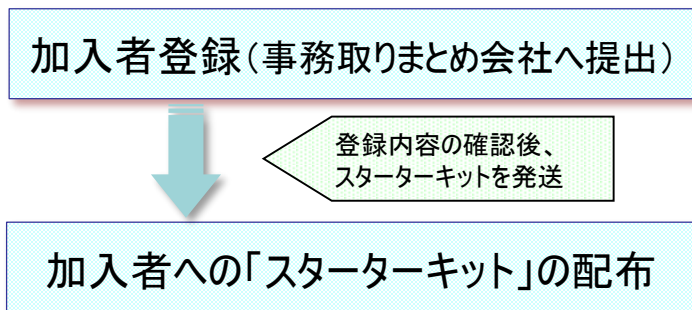 加入者登録(事務取りまとめ会社へ提出)
登録内容の確認後、
スターターキットを発送
加入者への「スターターキット」の配布